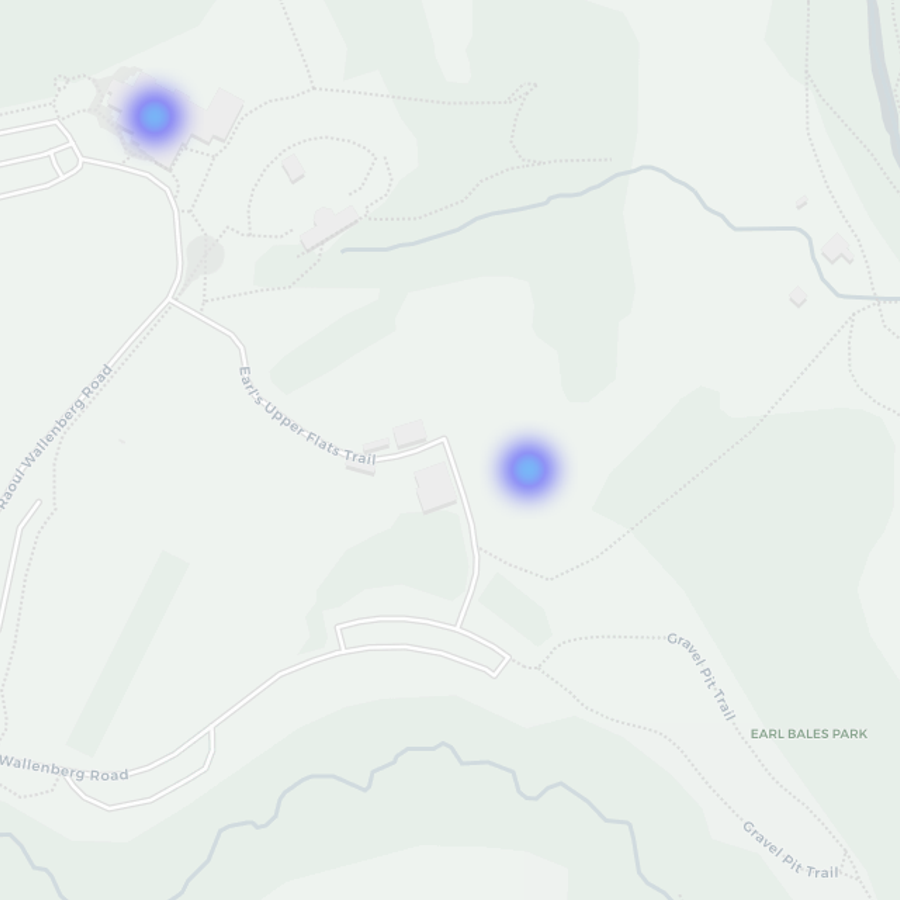 Raoul Wallenberg Road
Earl's Upper Flats Trail
Gravel Pit Trail
EARL BALES PARK
Wallenberg Road
Gravel Pit Trail